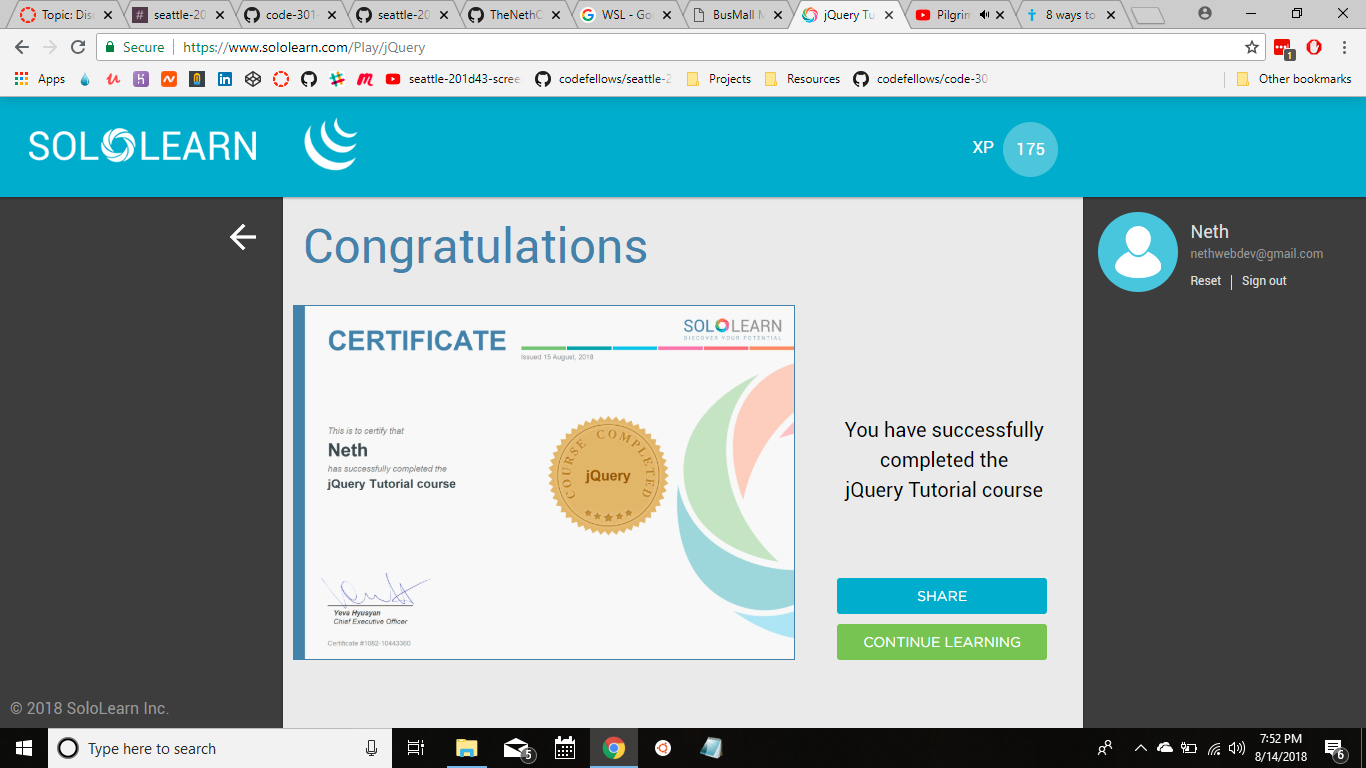 Topic: Disc
seattle-20
code-301-
seattle-20
TheNethC
WSL - Goo
BusMall M
jQuery Tu
Pilgrim
8 ways to
Secure
https://www.sololearn.com/Play/jQuery
1
Apps
seattle-201d43-scree
codefellows/seattle-2
Projects
Resources
codefellows/code-30
Other bookmarks
SOLOLEARN
XP 175
Neth
nethwebdev@gmail.com
Reset | Sign out
Congratulations
CERTIFICATE
SOLOLEARN
DISCOVER YOUR POTENTIAL
Issued 15 August, 2018
This is to certify that
Neth
has successfully completed the
jQuery Tutorial course
COURSE COMPLETED
jQuery
Yeva Hyusyan
Chief Executive Officer
Certificate #1082-10443360
You have successfully
completed the
jQuery Tutorial course
SHARE
CONTINUE LEARNING
© 2018 SoloLearn Inc.
Type here to search
5
7:52 PM
8/14/2018
6